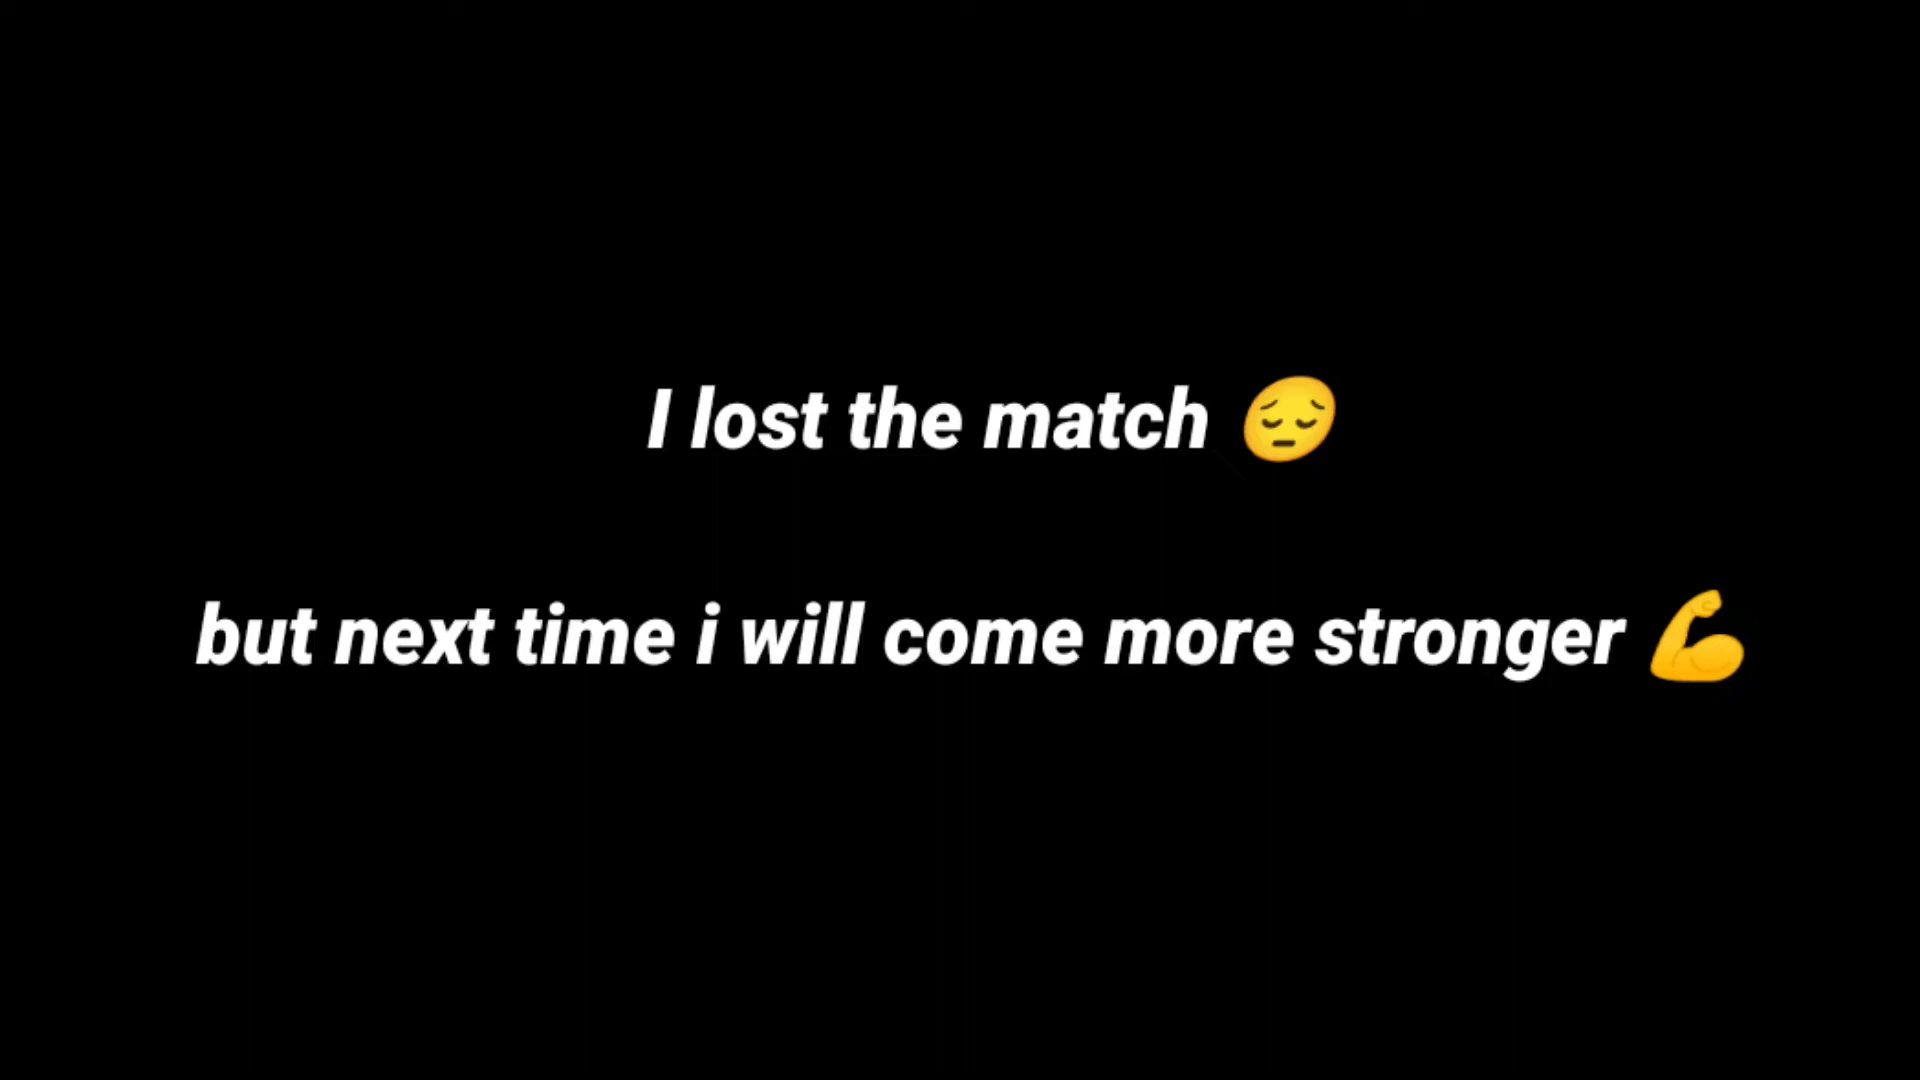 I lost the match 😔
but next time i will come more stronger 💪